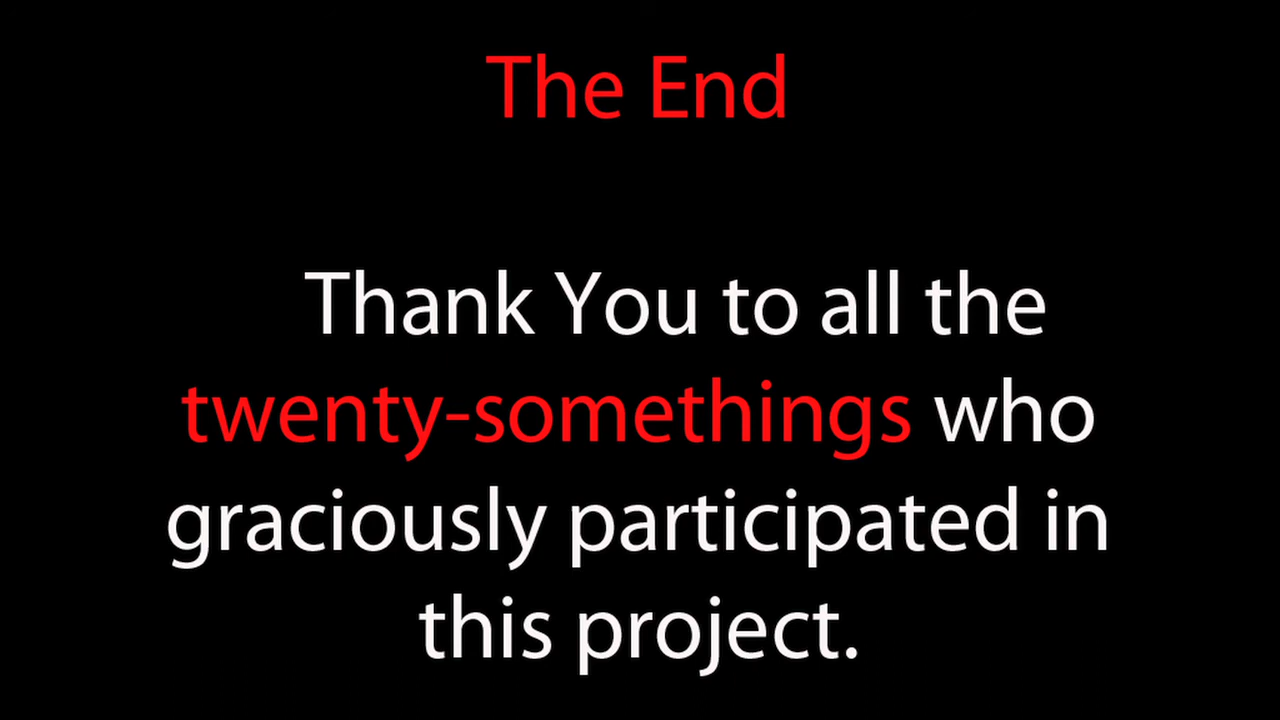 The End
Thank You to all the
twenty-somethings who
graciously participated in
this project.